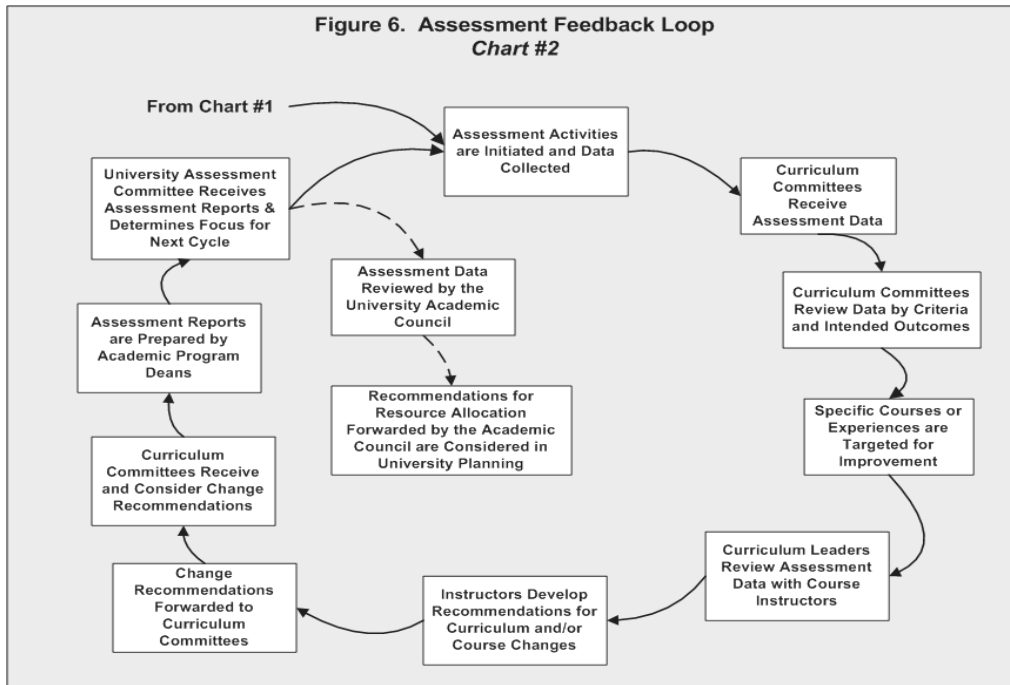 Figure 6. Assessment Feedback Loop
Chart #2
From Chart #1
Assessment Activities
are Initiated and Data
Collected
Curriculum
Committees
Receive
Assessment Data
Curriculum Committees
Review Data by Criteria
and Intended Outcomes
Specific Courses or
Experiences are
Targeted for
Improvement
Curriculum Leaders
Review Assessment
Data with Course
Instructors
Instructors Develop
Recommendations for
Curriculum and/or
Course Changes
Change
Recommendations
Forwarded to
Curriculum
Committees
Curriculum
Committees Receive
and Consider Change
Recommendations
Assessment Reports
are Prepared by
Academic Program
Deans
University Assessment
Committee Receives
Assessment Reports &
Determines Focus for
Next Cycle
Assessment Data
Reviewed by the
University Academic
Council
Recommendations for
Resource Allocation
Forwarded by the Academic
Council are Considered in
University Planning